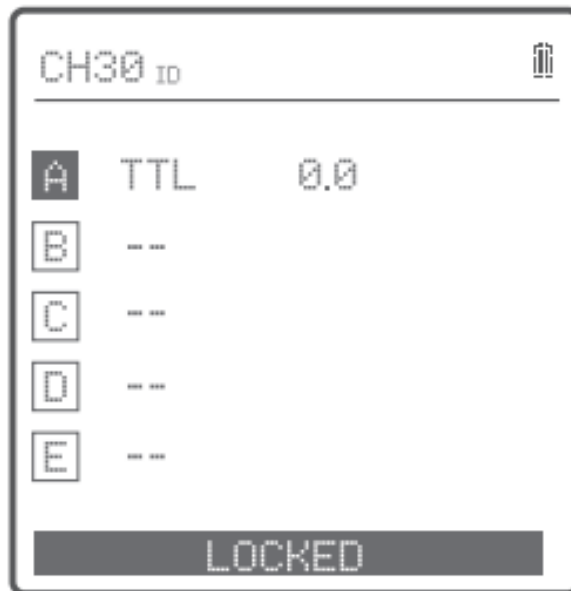 CH30 ID
A TTL 0.0
B --
C --
D --
E --
LOCKED